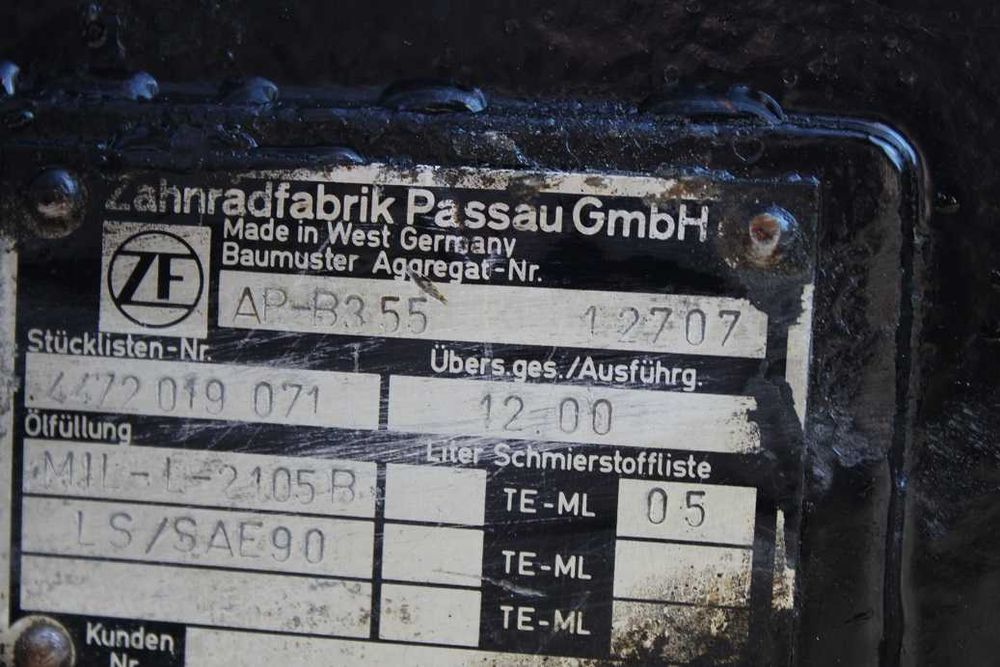 Zahnradfabrik Passau GmbH
Made in West Germany
ZF
Baumuster Aggregat-Nr.
AP-B355 12707
Stücklisten-Nr. Übers.ges./Ausführg.
4472 019 071 12.00
Ölfüllung Liter Schmierstoffliste
MIL-L-2105B TE-ML 05
LS/SAE90 TE-ML
TE-ML
Kunden
Nr.